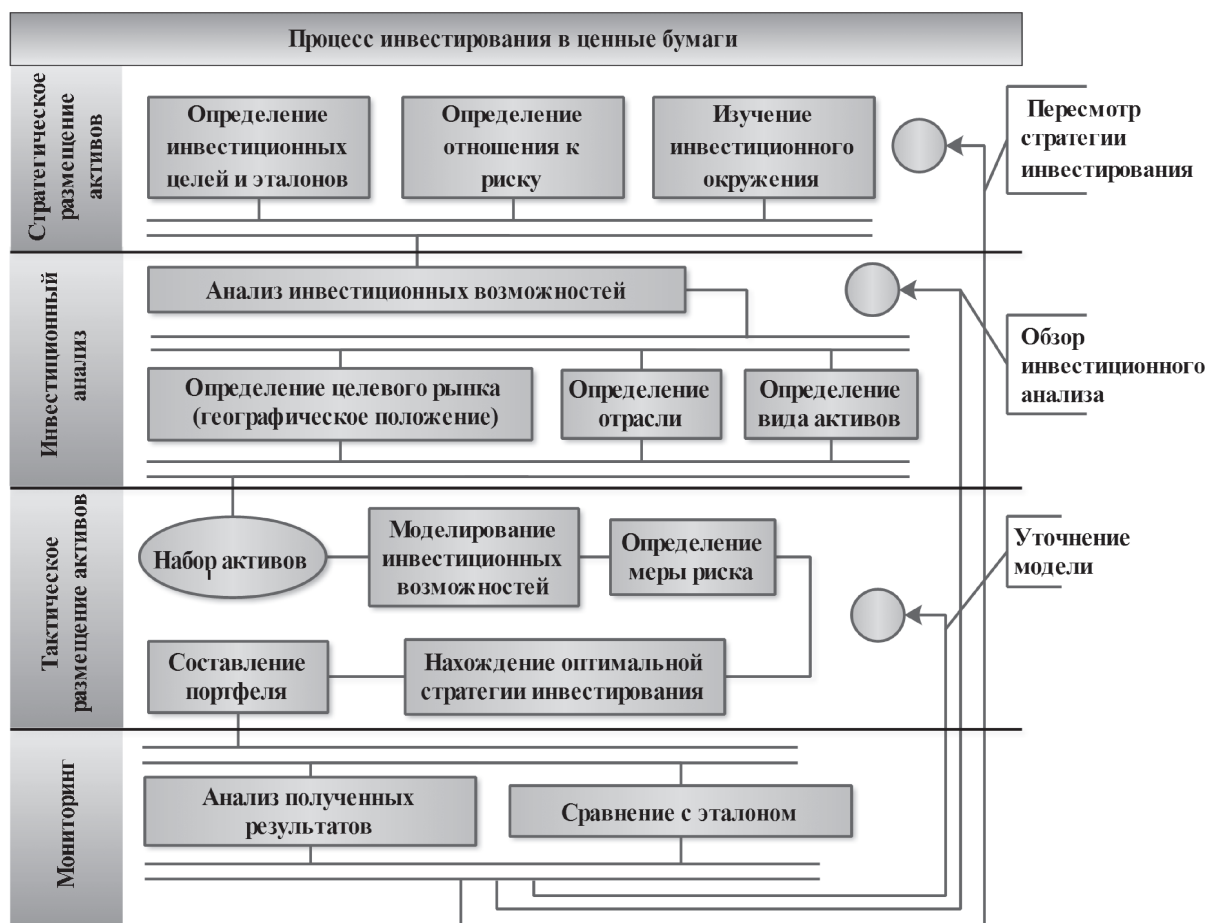 Процесс инвестирования в ценные бумаги
Стратегическое
размещение
активов
Определение
инвестиционных
целей и эталонов
Определение
отношения к
риску
Изучение
инвестиционного
окружения
Пересмотр
стратегии
инвестирования
Инвестиционный
анализ
Анализ инвестиционных возможностей
Определение целевого рынка
(географическое положение)
Определение
отрасли
Определение
вида активов
Обзор
инвестиционного
анализа
Тактическое
размещение активов
Набор активов
Моделирование
инвестиционных
возможностей
Определение
меры риска
Уточнение
модели
Составление
портфеля
Нахождение оптимальной
стратегии инвестирования
Мониторинг
Анализ полученных
результатов
Сравнение с эталоном